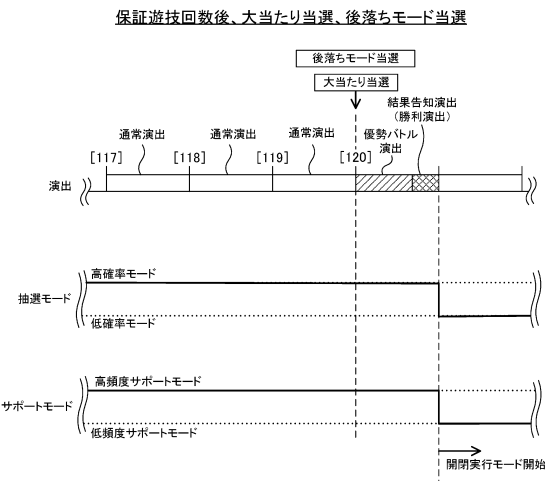 保証遊技回数後、大当たり当選、後落ちモード当選
後落ちモード当選
大当たり当選
結果告知演出
(勝利演出)
通常演出
通常演出
通常演出
優勢バトル
演出
[117]
[118]
[119]
[120]
演出
高確率モード
抽選モード
低確率モード
高頻度サポートモード
サポートモード
低頻度サポートモード
開閉実行モード開始